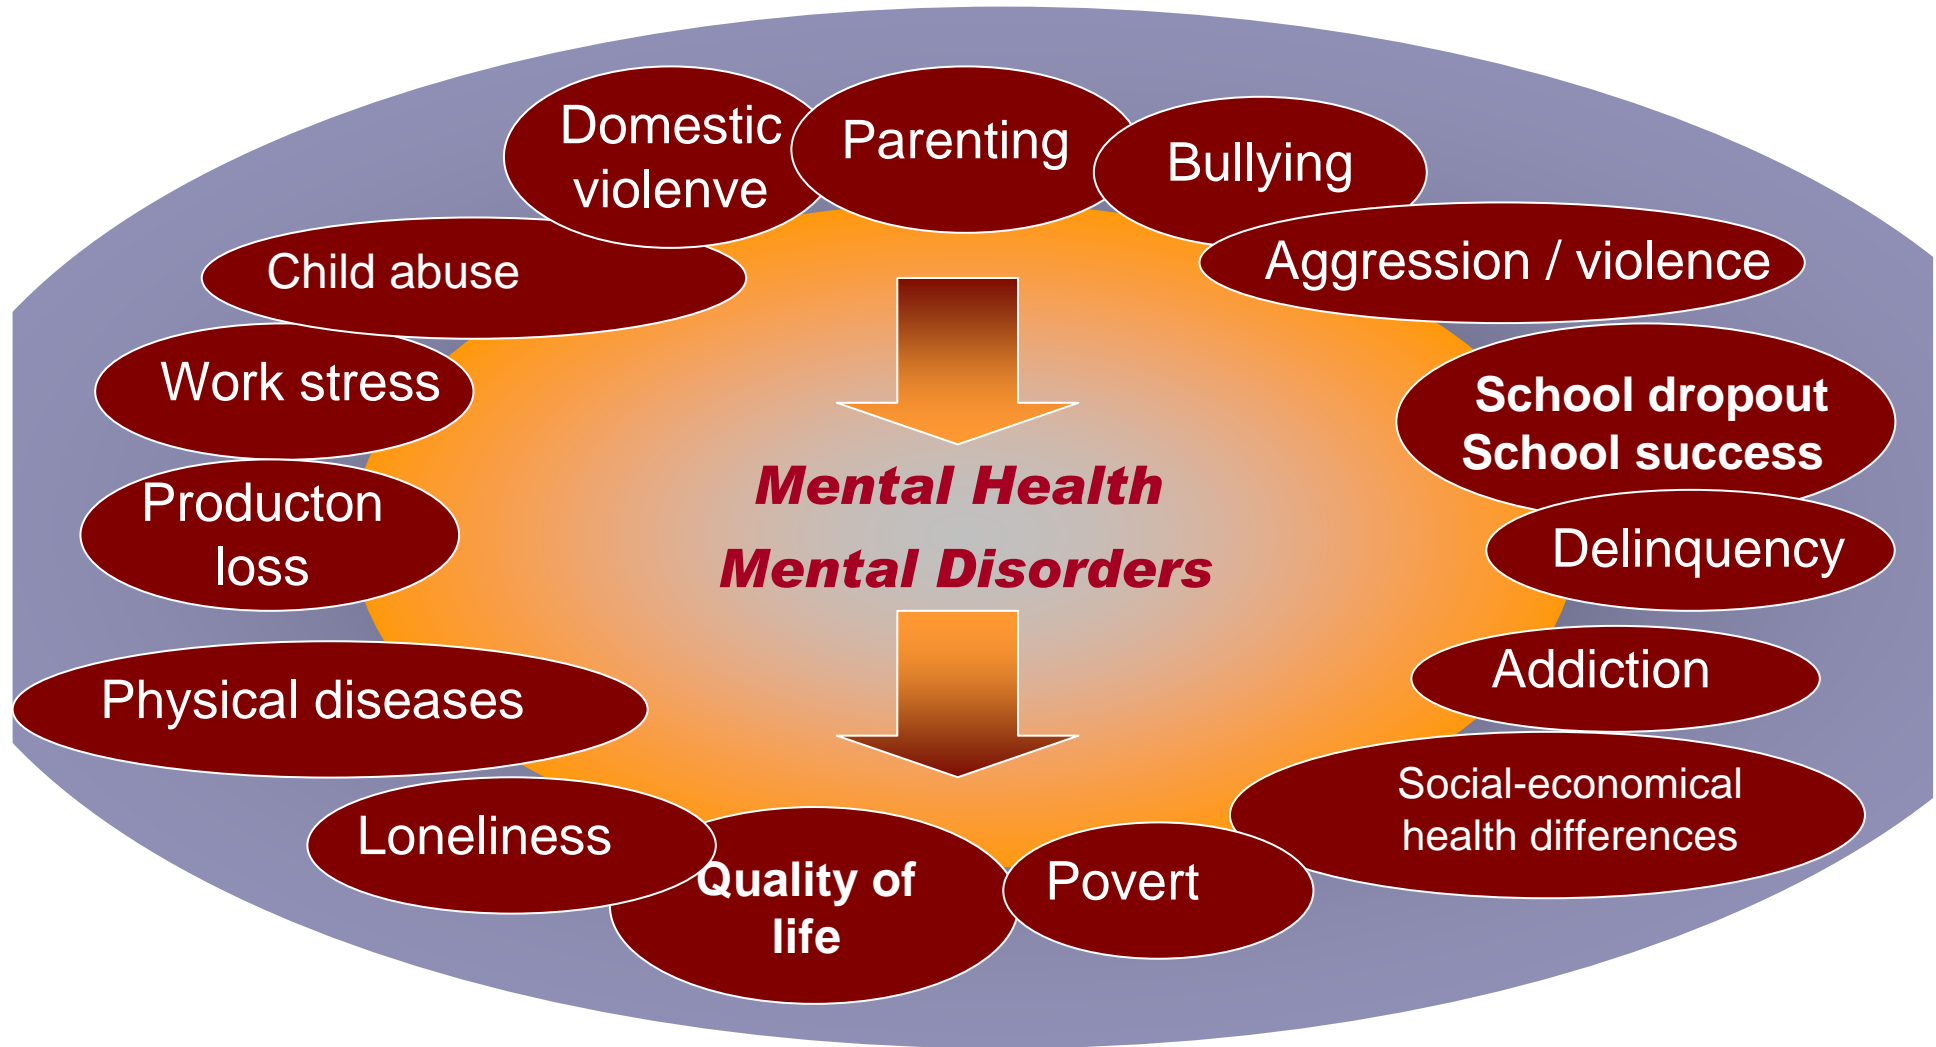 Domestic
violenve
Parenting
Bullying
Child abuse
Aggression / violence
Work stress
School dropout
School success
Mental Health
Mental Disorders
Producton
loss
Delinquency
Physical diseases
Addiction
Social-economical
health differences
Loneliness
Quality of
life
Povert